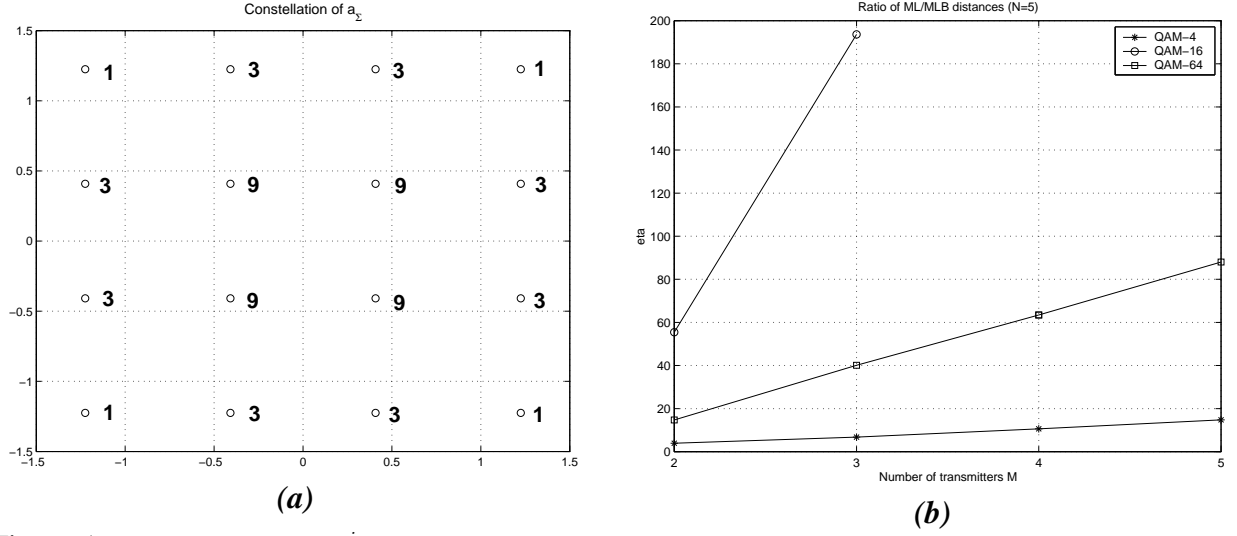 Constellation of a_Σ
1.5
1
0.5
0
−0.5
−1
−1.5
1 3 3 1
3 9 9 3
3 9 9 3
1 3 3 1
−1.5 −1 −0.5 0 0.5 1 1.5
(a)
Ratio of ML/MLB distances (N=5)
QAM−4
QAM−16
QAM−64
200
180
160
140
120
100
80
60
40
20
0
eta
2 3 4 5
Number of transmitters M
(b)